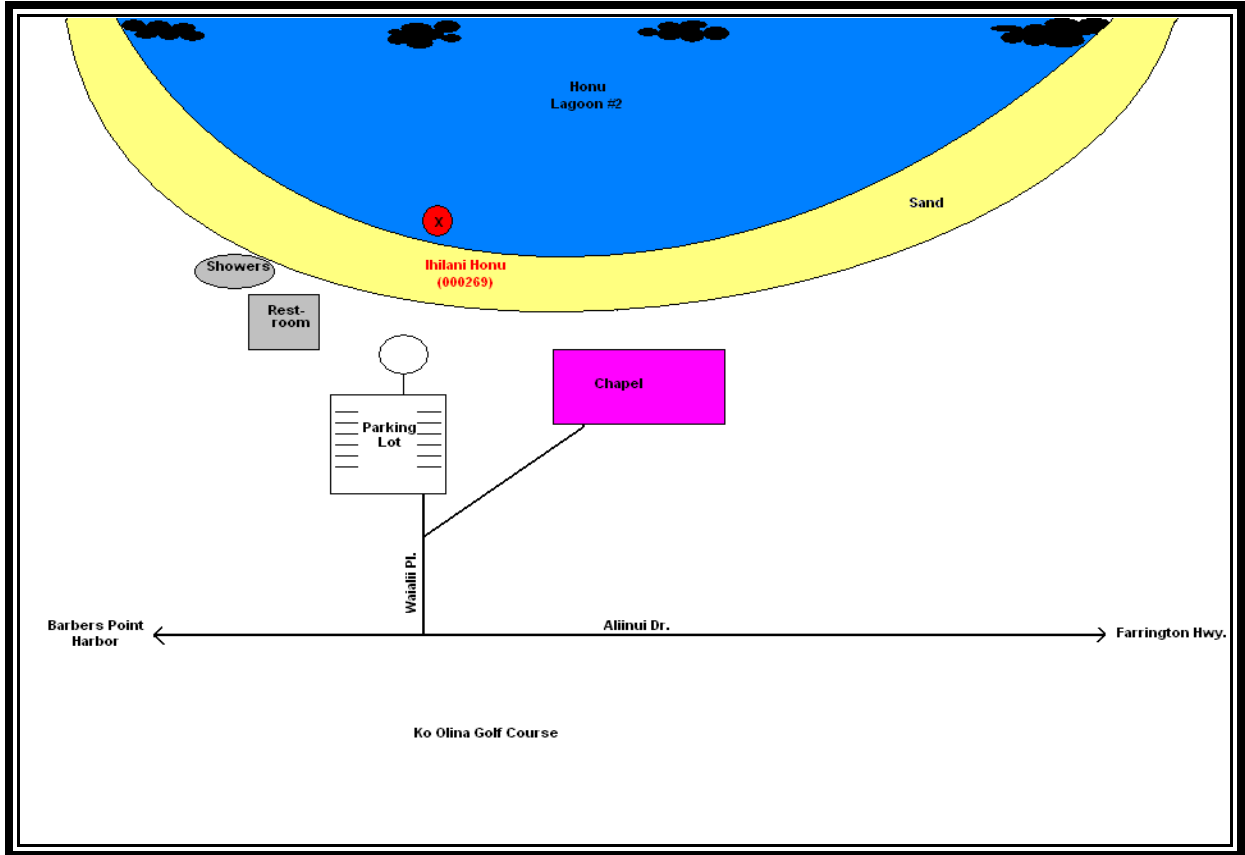 Honu
Lagoon #2
Sand
X
Showers
Ihilani Honu
(000269)
Rest-
room
Chapel
Parking
Lot
Waialii Pl.
Barbers Point
Harbor
Aliinui Dr.
Farrington Hwy.
Ko Olina Golf Course